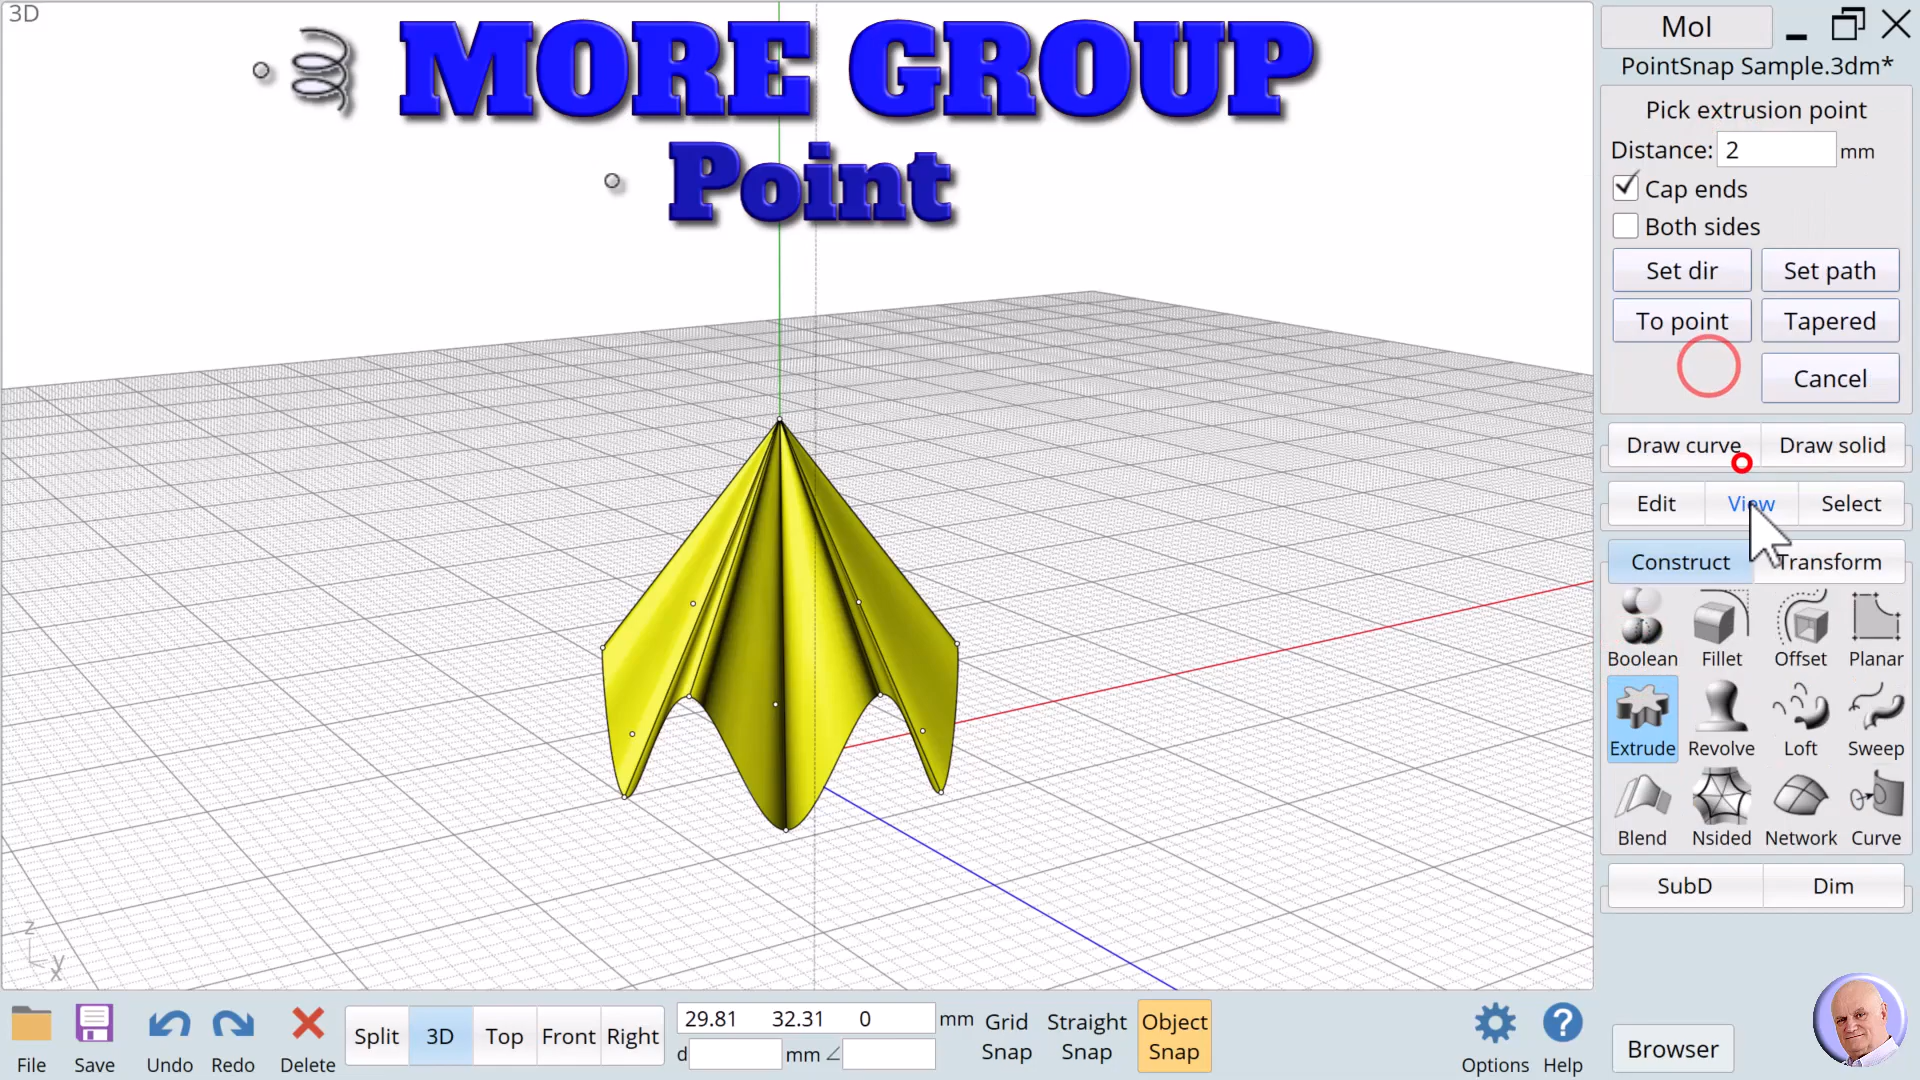 3D
MORE GROUP
Point
MoI
PointSnap Sample.3dm*
Pick extrusion point
Distance: 2 mm
Cap ends
Both sides
Set dir Set path
To point Tapered
Cancel
Draw curve Draw solid
Edit View Select
Construct Transform
Boolean Fillet Offset Planar
Extrude Revolve Loft Sweep
Blend Nsided Network Curve
SubD Dim
z
y
x
File Save Undo Redo Delete
Split 3D Top Front Right
29.81 32.31 0 mm
d mm ∠
Grid Snap
Straight Snap
Object Snap
Options Help
Browser